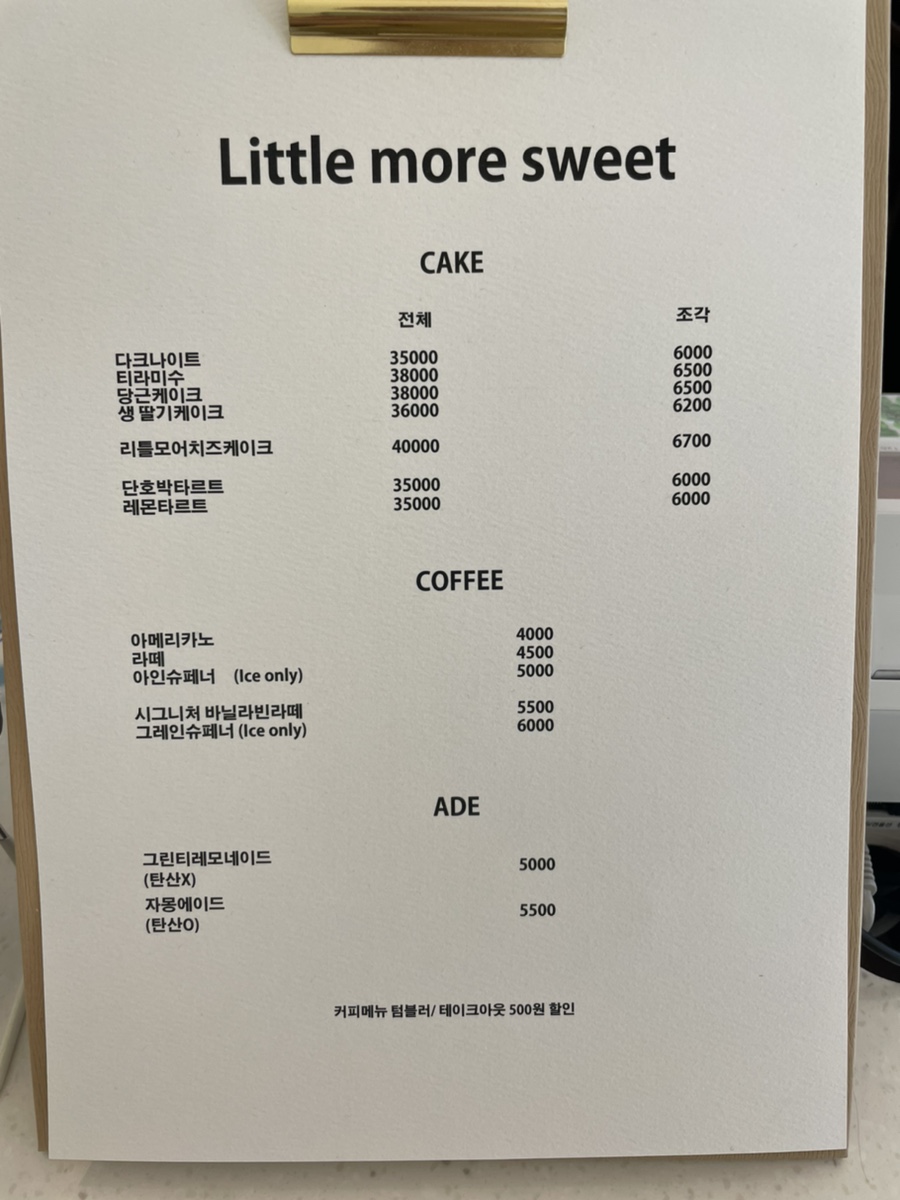 Little more sweet
CAKE
전체 조각
다크나이트 35000 6000
티라미수 38000 6500
당근케이크 38000 6500
생 딸기케이크 36000 6200
리틀모어치즈케이크 40000 6700
단호박타르트 35000 6000
레몬타르트 35000 6000
COFFEE
아메리카노 4000
라떼 4500
아인슈페너 (Ice only) 5000
시그니처 바닐라빈라떼 5500
그레인슈페너 (Ice only) 6000
ADE
그린티레모네이드 5000
(탄산X)
자몽에이드 5500
(탄산O)
커피메뉴 텀블러/ 테이크아웃 500원 할인